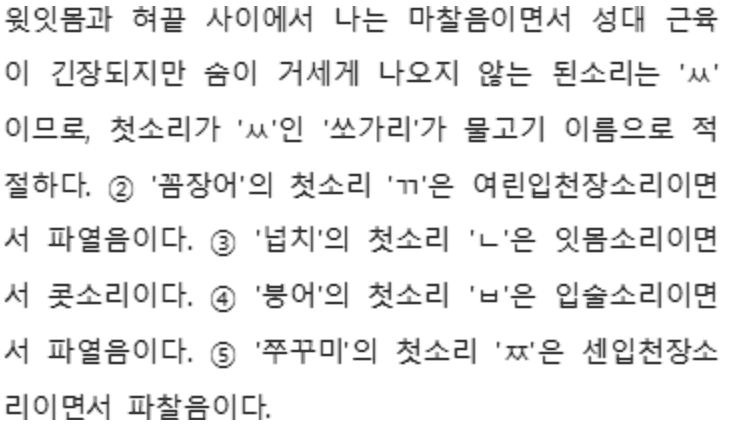 윗잇몸과 혀끝 사이에서 나는 마찰음이면서 성대 근육
이 긴장되지만 숨이 거세게 나오지 않는 된소리는 'ㅆ'
이므로, 첫소리가 'ㅆ'인 '쏘가리'가 물고기 이름으로 적
절하다. ② '꼼장어'의 첫소리 'ㄲ'은 여린입천장소리이면
서 파열음이다. ③ '넙치'의 첫소리 'ㄴ'은 잇몸소리이면
서 콧소리이다. ④ '붕어'의 첫소리 'ㅂ'은 입술소리이면
서 파열음이다. ⑤ '쭈꾸미'의 첫소리 'ㅉ'은 센입천장소
리이면서 파찰음이다.